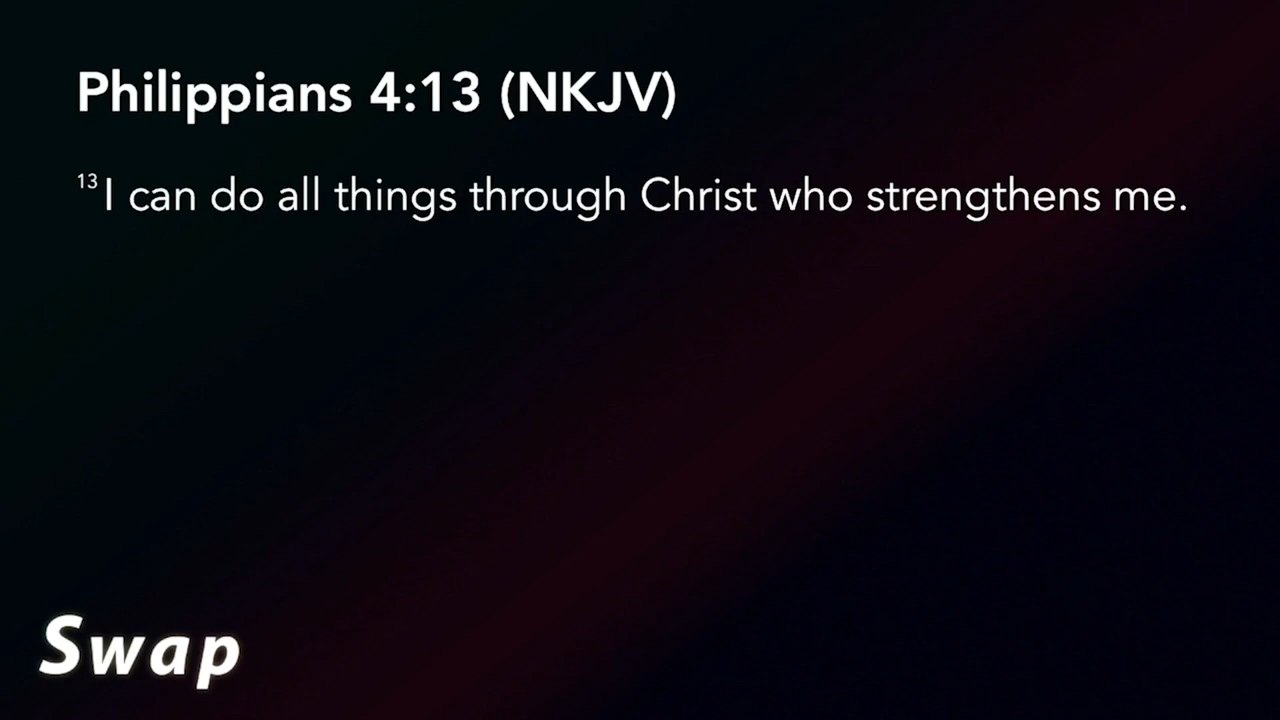 Philippians 4:13 (NKJV)
13 I can do all things through Christ who strengthens me.
Swap